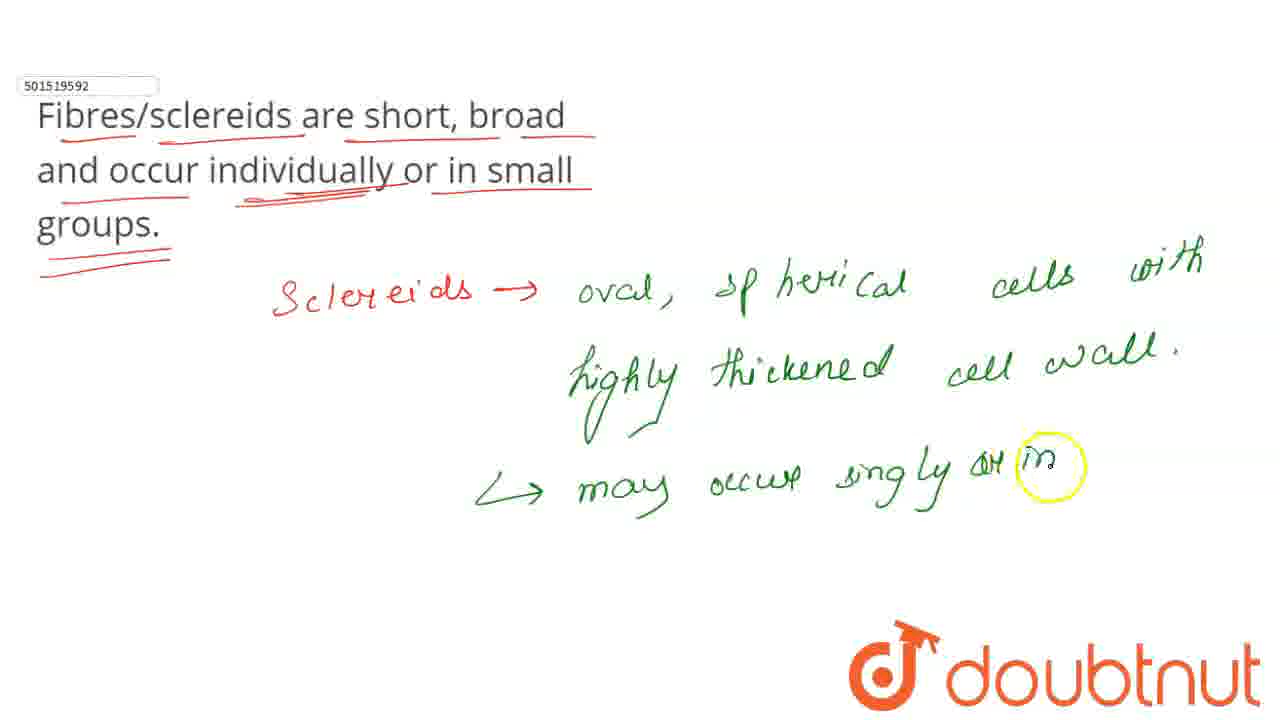 501519592
Fibres/sclereids are short, broad
and occur individually or in small
groups.
Sclereids → oval, spherical cells with
highly thickened cell wall.
↳ may occur singly or in
doubtnut